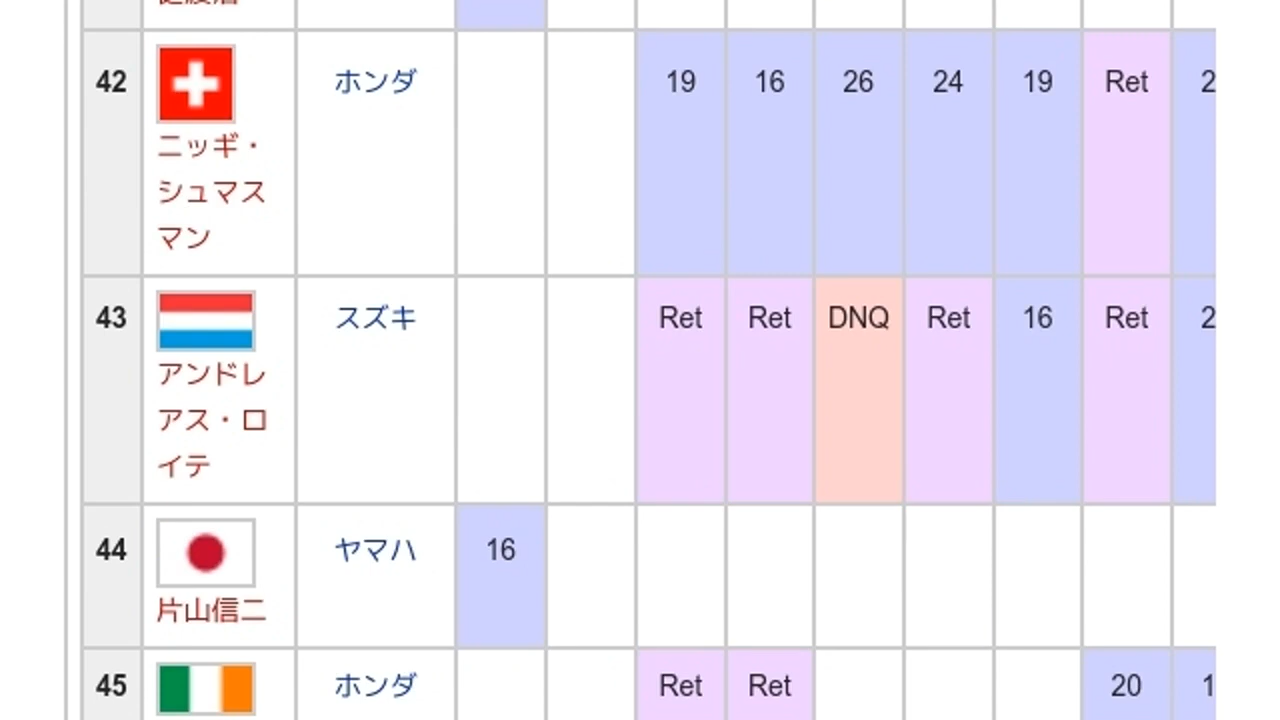 42 ホンダ 19 16 26 24 19 Ret
ニッギ・
シュマス
マン
43 スズキ Ret Ret DNQ Ret 16 Ret
アンドレ
アス・ロ
イテ
44 ヤマハ 16
片山信二
45 ホンダ Ret Ret 20